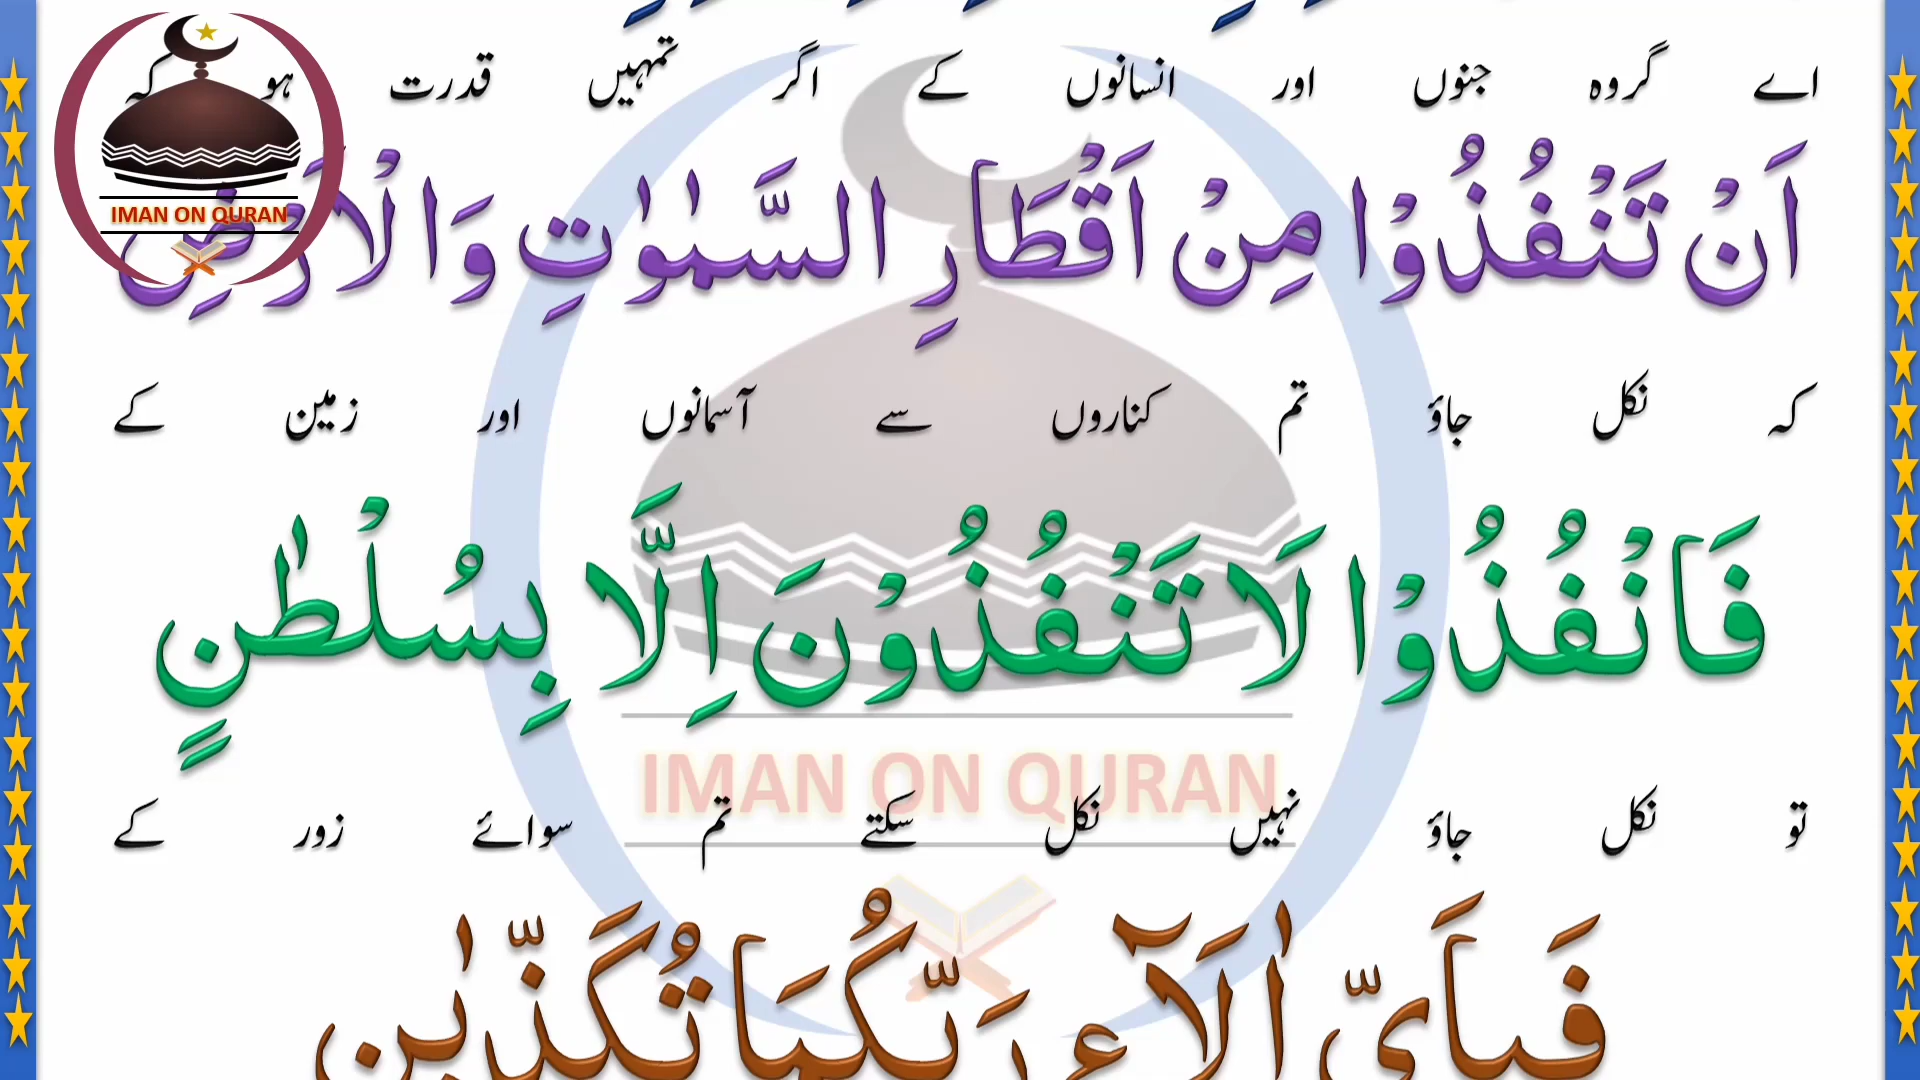 اے گروہ جنوں اور انسانوں کے اگر تمہیں قدرت ہو کہ
اَنْ تَنْفُذُوْا مِنْ اَقْطَارِ السَّمٰوٰتِ وَالْاَرْضِ
IMAN ON QURAN
کہ نکل جاؤ تم کناروں سے آسمانوں اور زمین کے
فَانْفُذُوْا لَا تَنْفُذُوْنَ اِلَّا بِسُلْطٰنٍ
IMAN ON QURAN
تو نکل جاؤ نہیں نکل سکتے تم سوائے زور کے
فَبِاَىِّ اٰلَآءِ رَبِّكُمَا تُكَذِّبٰنِ